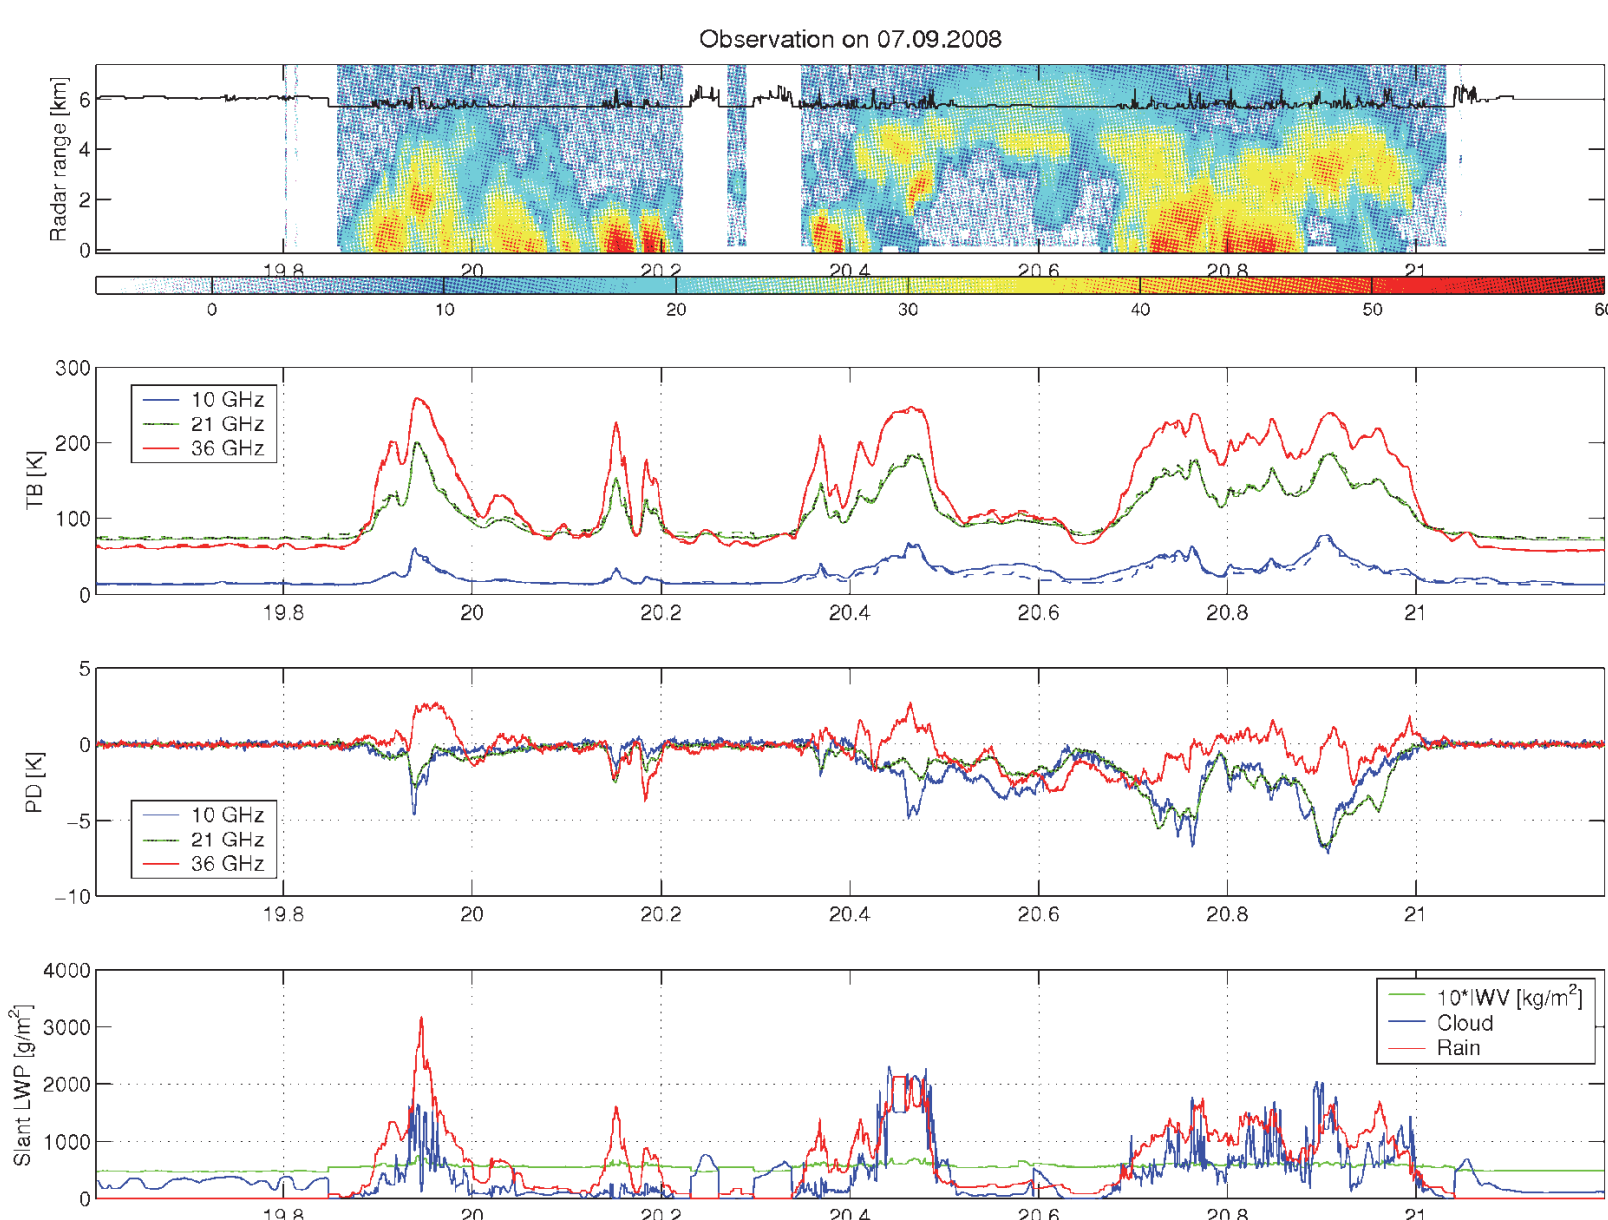 Observation on 07.09.2008
Radar range [km]
6
4
2
0
19.8 20 20.2 20.4 20.6 20.8 21
0 10 20 30 40 50 60
TB [K]
300
200
100
0
10 GHz
21 GHz
36 GHz
19.8 20 20.2 20.4 20.6 20.8 21
PD [K]
5
0
−5
−10
10 GHz
21 GHz
36 GHz
19.8 20 20.2 20.4 20.6 20.8 21
Slant LWP [g/m²]
4000
3000
2000
1000
0
10*IWV [kg/m²]
Cloud
Rain
19.8 20 20.2 20.4 20.6 20.8 21